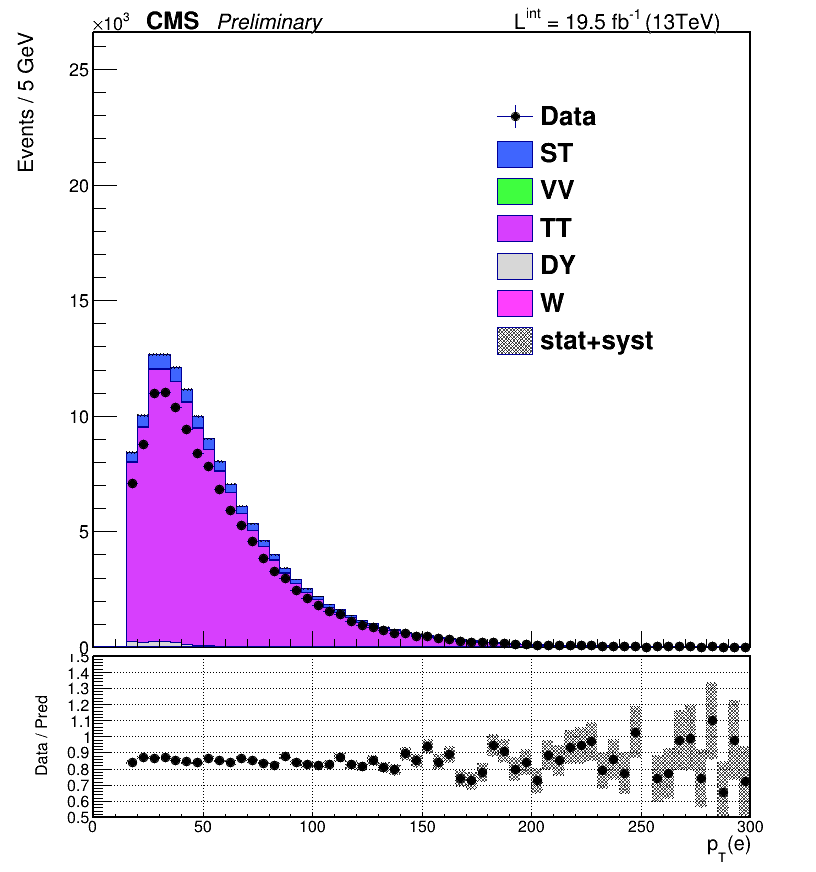 ×10³ CMS Preliminary L^int = 19.5 fb⁻¹ (13TeV)
Events / 5 GeV
25
20
15
10
5
0
Data
ST
VV
TT
DY
W
stat+syst
Data / Pred
1.5
1.4
1.3
1.2
1.1
1
0.9
0.8
0.7
0.6
0.5
0 50 100 150 200 250 300
p_T(e)